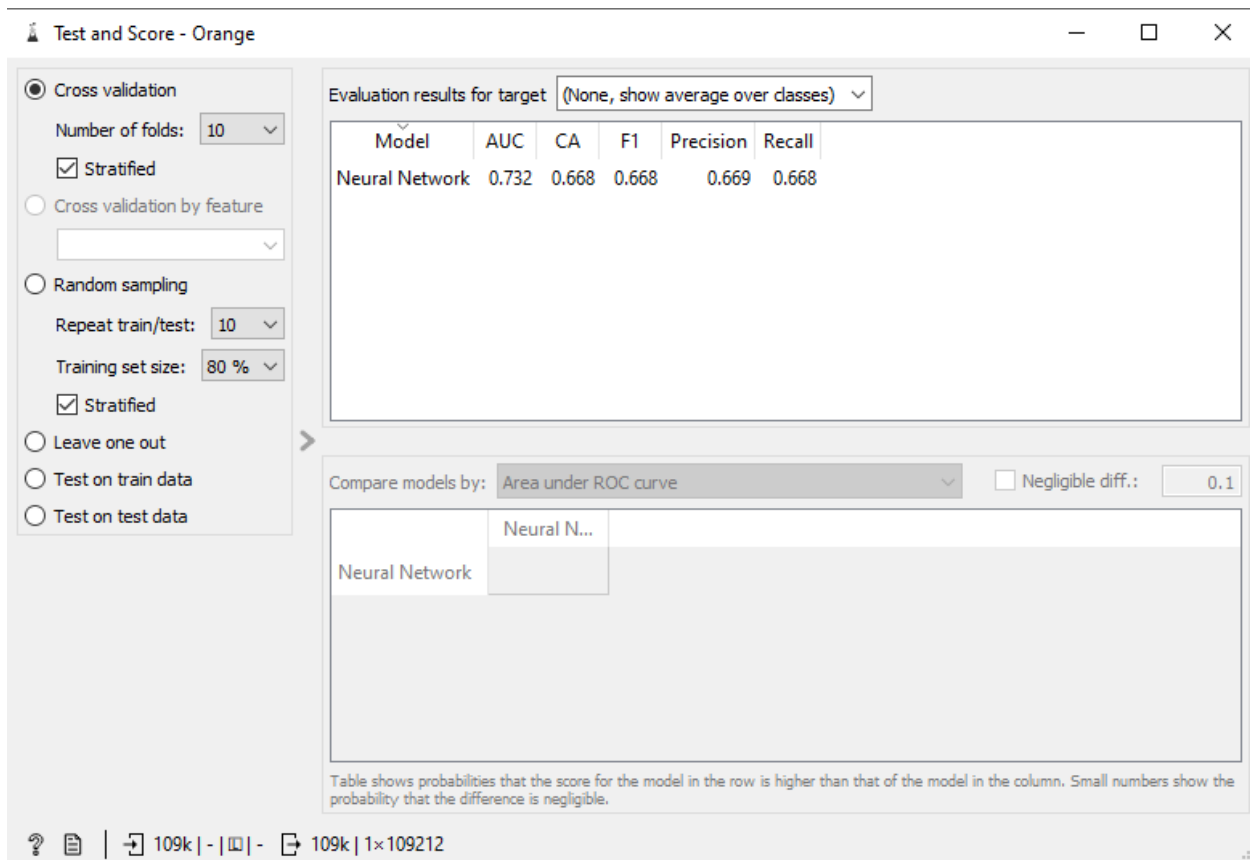 Test and Score - Orange
Cross validation
Number of folds: 10
Stratified
Cross validation by feature
Random sampling
Repeat train/test: 10
Training set size: 80 %
Stratified
Leave one out
Test on train data
Test on test data
Evaluation results for target (None, show average over classes)
Model AUC CA F1 Precision Recall
Neural Network 0.732 0.668 0.668 0.669 0.668
Compare models by: Area under ROC curve Negligible diff.: 0.1
Neural N...
Neural Network
Table shows probabilities that the score for the model in the row is higher than that of the model in the column. Small numbers show the
probability that the difference is negligible.
? 109k | - | - 109k | 1×109212